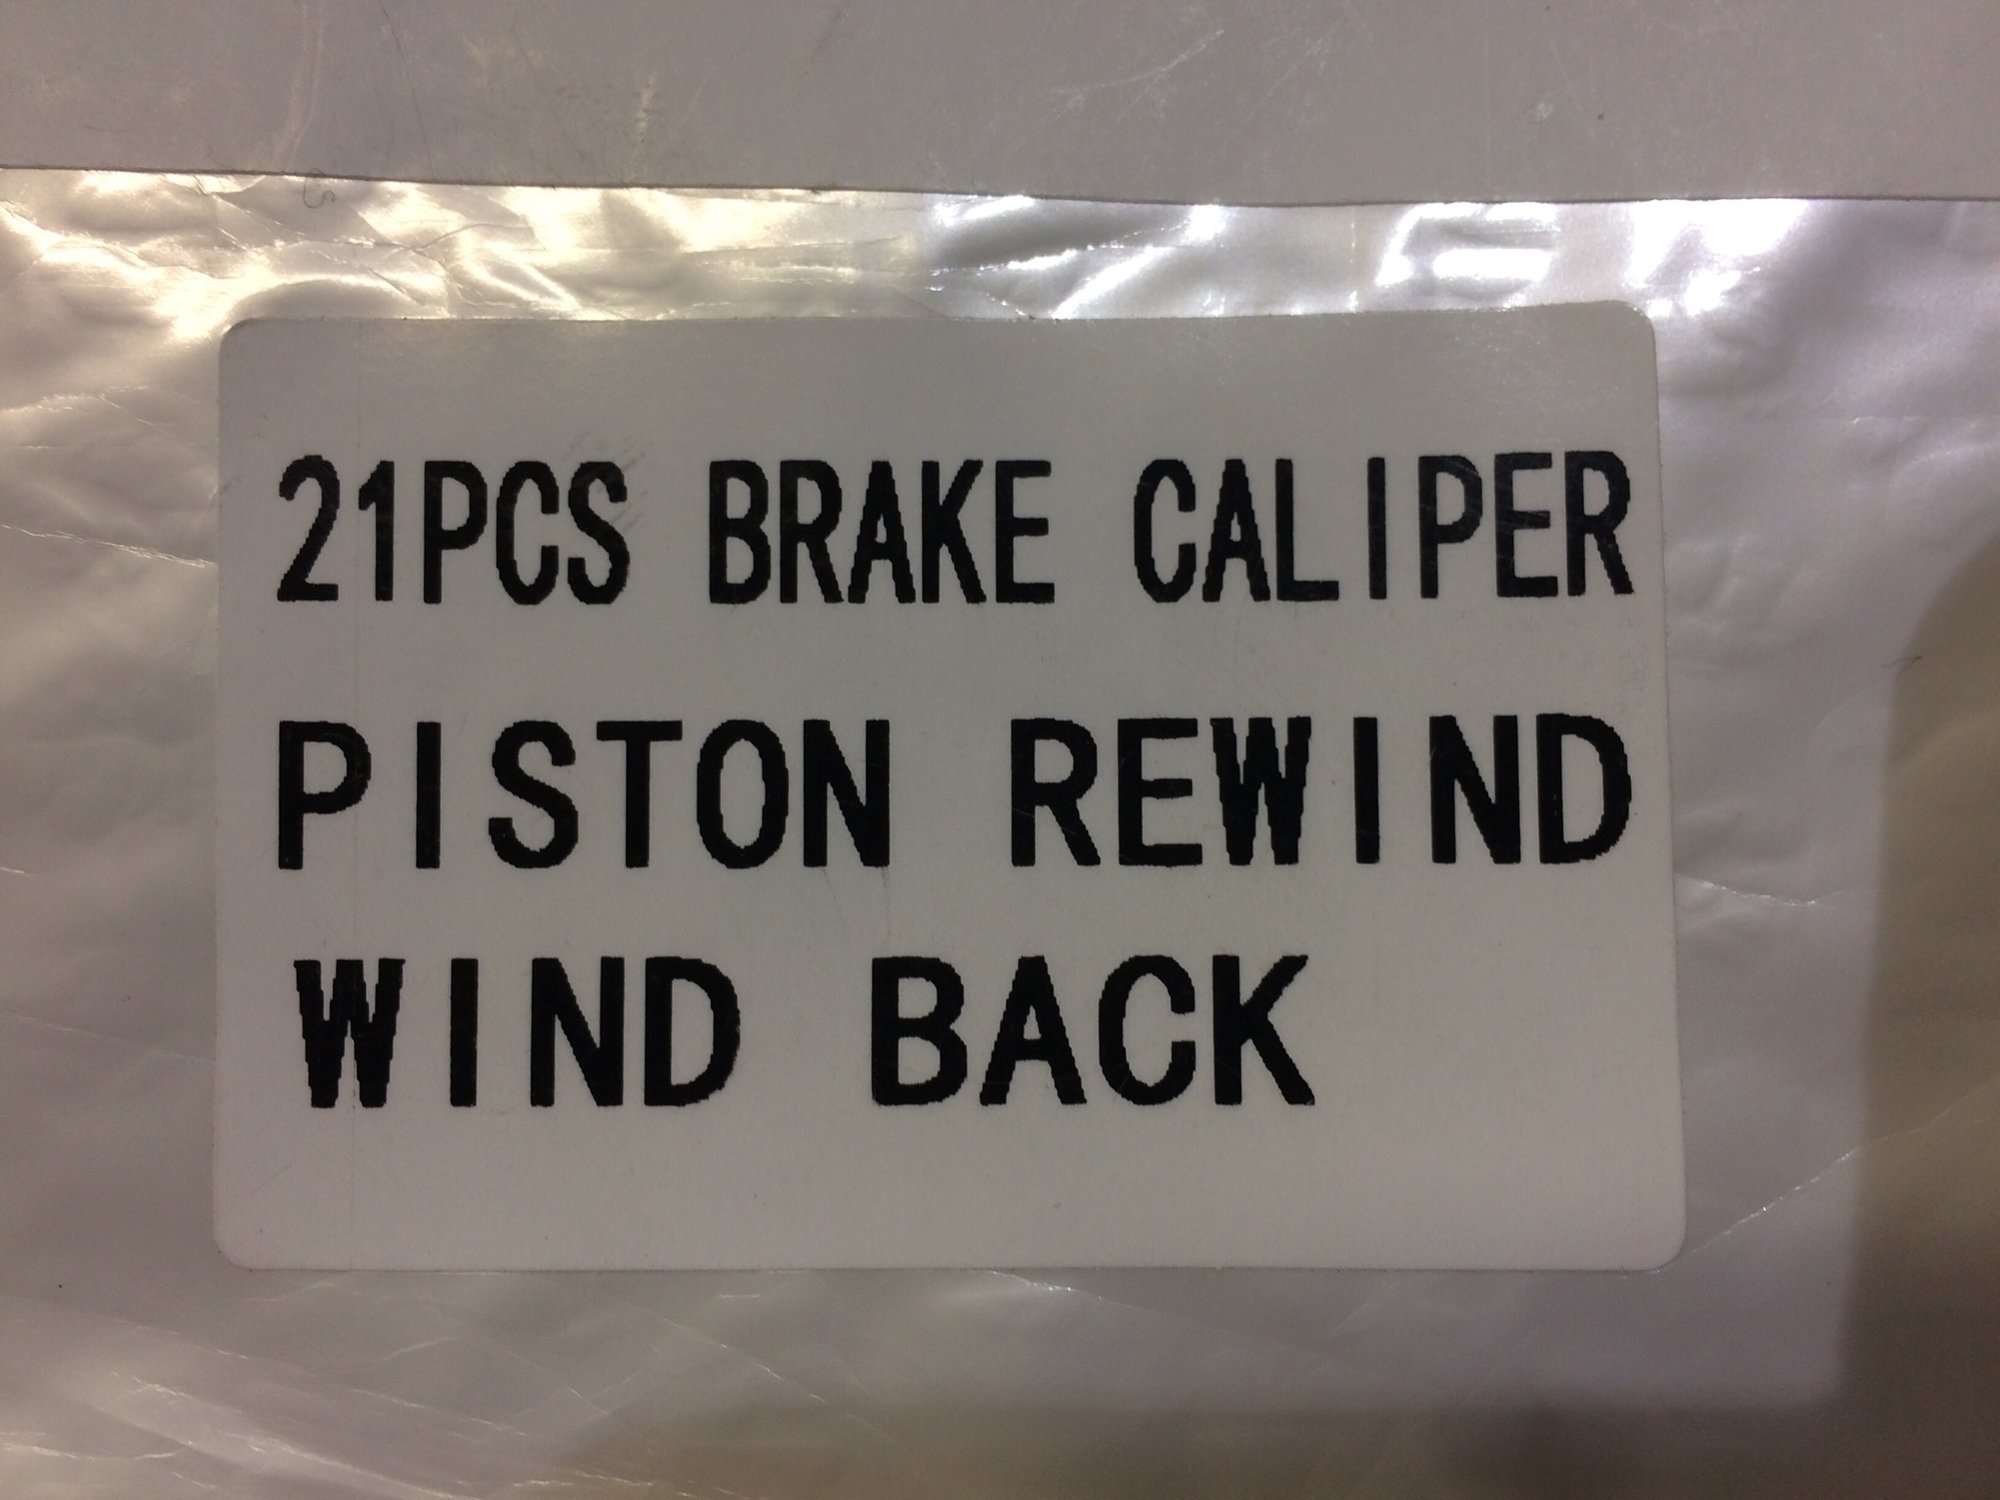 21PCS BRAKE CALIPER
PISTON REWIND
WIND BACK